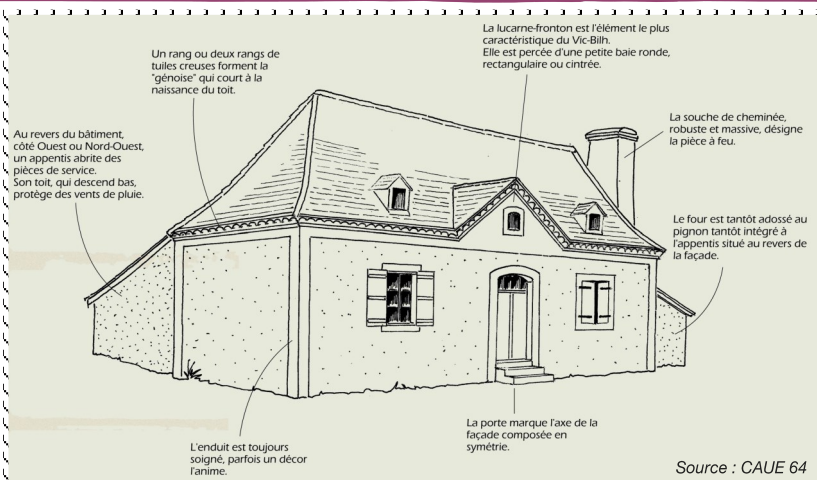 La lucarne-fronton est l'élément le plus
caractéristique du Vic-Bilh.
Elle est percée d'une petite baie ronde,
rectangulaire ou cintrée.
Un rang ou deux rangs de
tuiles creuses forment la
"génoise" qui court à la
naissance du toit.
Au revers du bâtiment,
côté Ouest ou Nord-Ouest,
un appentis abrite des
pièces de service.
Son toit, qui descend bas,
protège des vents de pluie.
La souche de cheminée,
robuste et massive, désigne
la pièce à feu.
Le four est tantôt adossé au
pignon tantôt intégré à
l'appentis situé au revers de
la façade.
La porte marque l'axe de la
façade composée en
symétrie.
L'enduit est toujours
soigné, parfois un décor
l'anime.
Source : CAUE 64